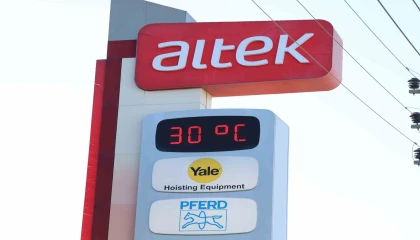 altek
30 °C
Yale
Hoisting Equipment
PFERD